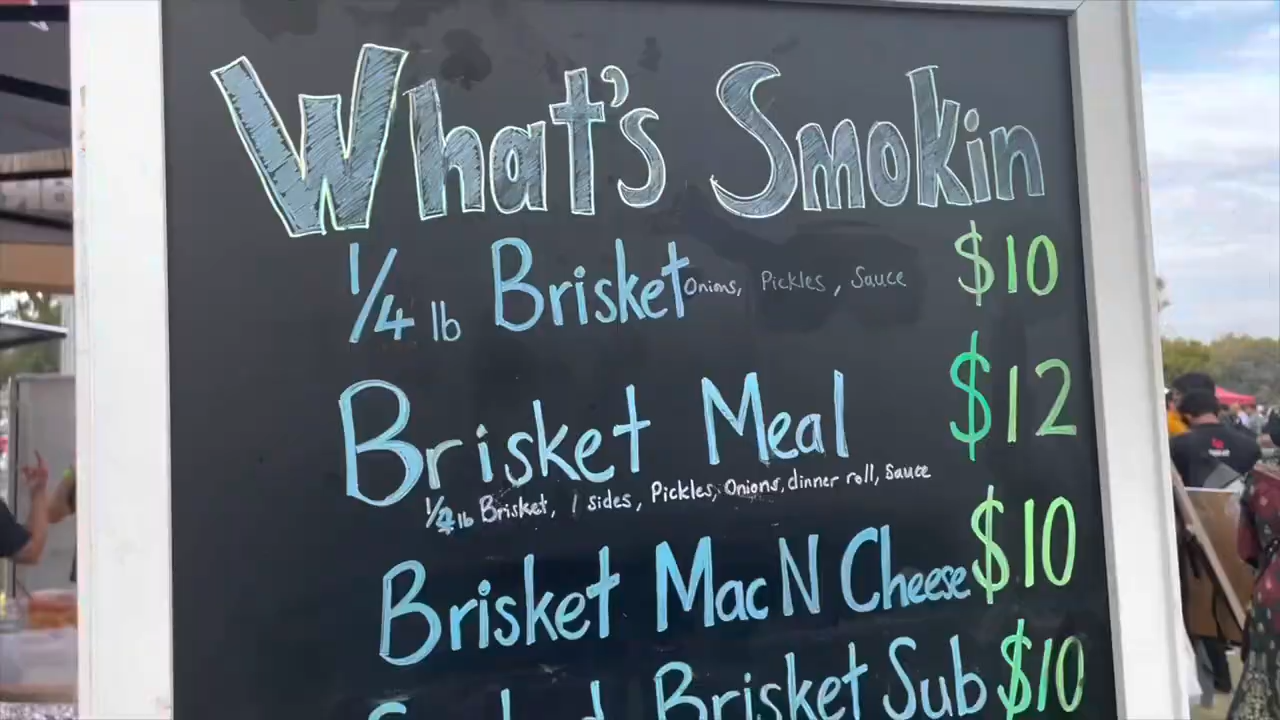 What's Smokin
1/4 lb Brisket Onions, Pickles, Sauce $10
Brisket Meal $12
1/4 lb Brisket, 1 sides, Pickles, Onions, dinner roll, Sauce
Brisket Mac N Cheese $10
Brisket Sub $10